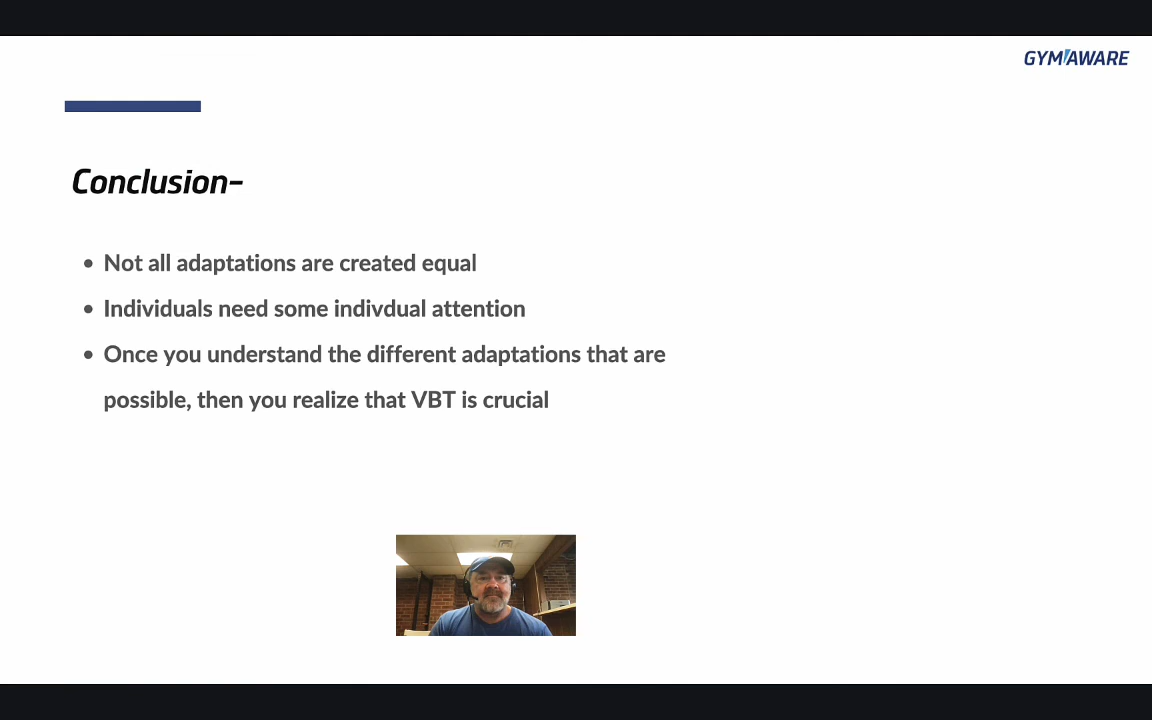 GYMAWARE
Conclusion-
• Not all adaptations are created equal
• Individuals need some indivdual attention
• Once you understand the different adaptations that are
possible, then you realize that VBT is crucial